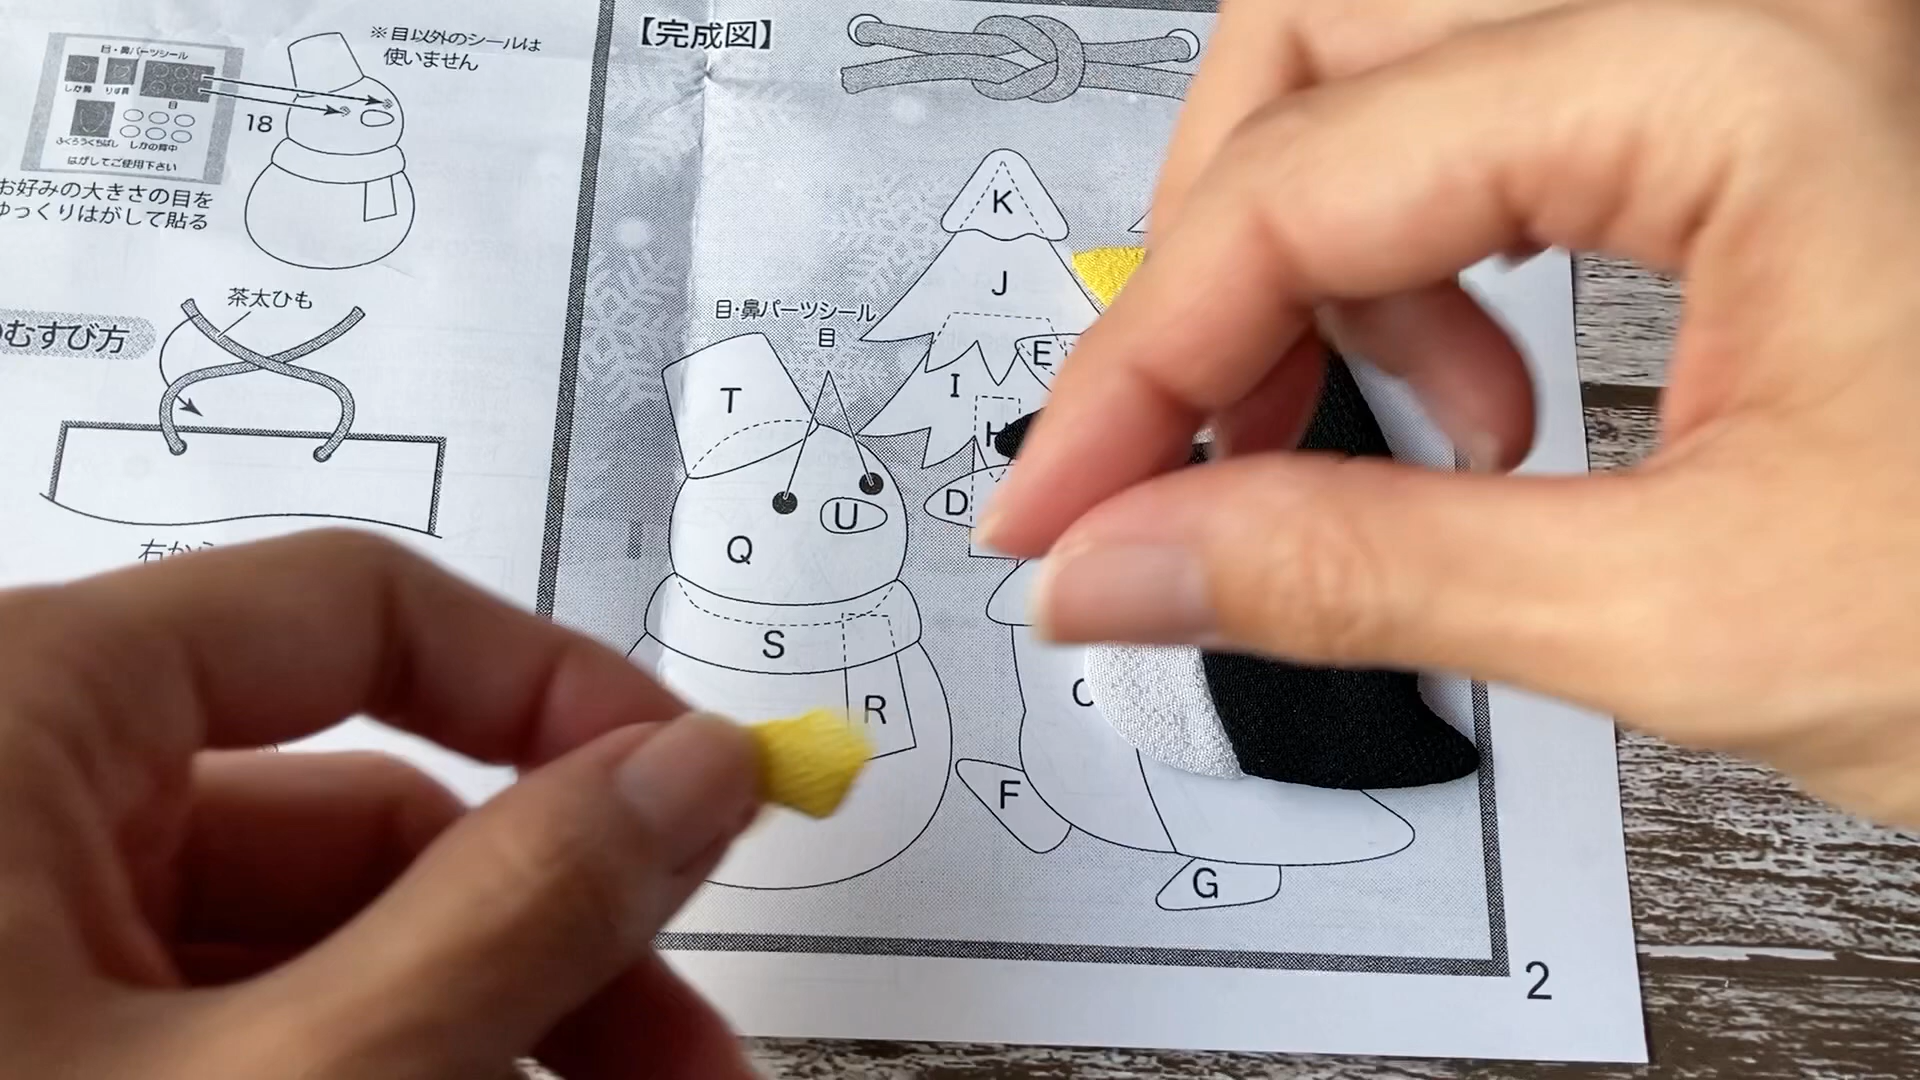 目・鼻パーツシール
しか鼻 りす鼻
目
ふくろうくちばし しかの背中
はがしてご使用下さい
※目以外のシールは
使いません
18
お好みの大きさの目を
ゆっくりはがして貼る
茶太ひも
のむすび方
右から
【完成図】
K
J
目・鼻パーツシール
目
E
I
T
H
D
U
Q
S
R
C
F
G
2